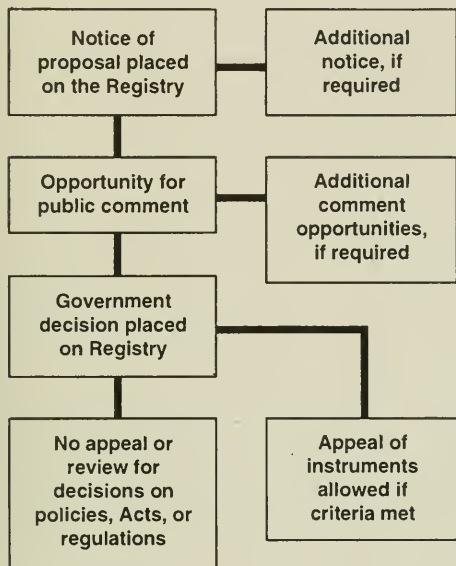 Notice of
proposal placed
on the Registry
Additional
notice, if
required
Opportunity for
public comment
Additional
comment
opportunities,
if required
Government
decision placed
on Registry
No appeal or
review for
decisions on
policies, Acts, or
regulations
Appeal of
instruments
allowed if
criteria met